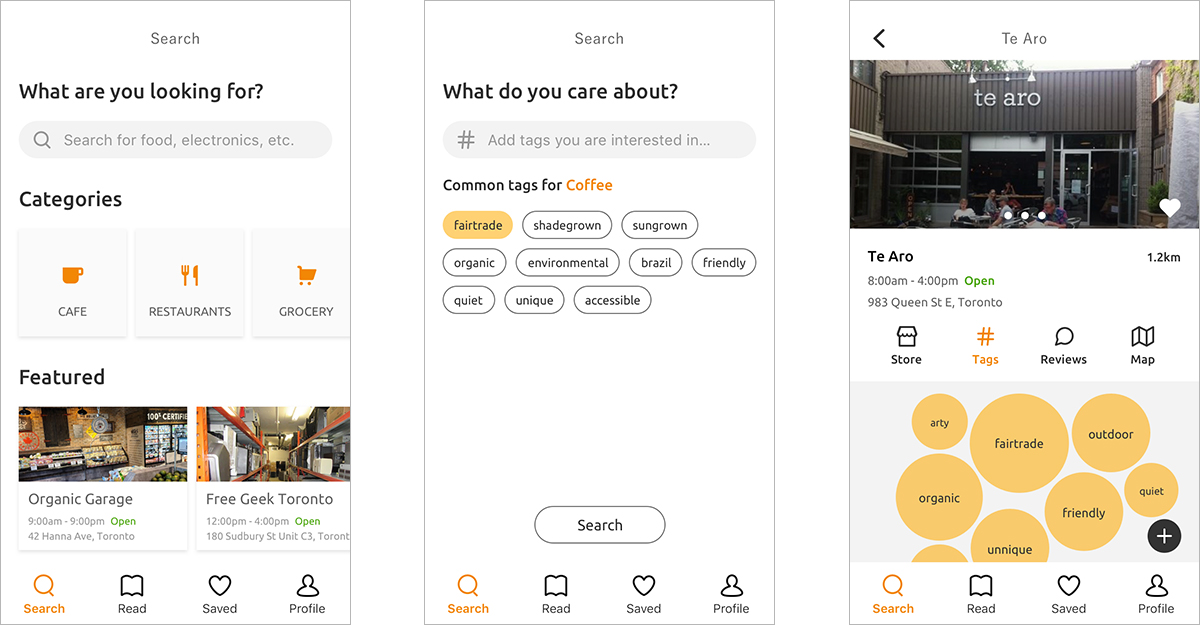 Search
What are you looking for?
Search for food, electronics, etc.
Categories
CAFE
RESTAURANTS
GROCERY
Featured
100% CERTIFIE
Organic Garage
9:00am - 9:00pm Open
42 Hanna Ave, Toronto
Free Geek Toronto
12:00pm - 4:00pm Open
180 Sudbury St Unit C3, Toront
Search
Read
Saved
Profile
Search
What do you care about?
# Add tags you are interested in...
Common tags for Coffee
fairtrade
shadegrown
sungrown
organic
environmental
brazil
friendly
quiet
unique
accessible
Search
Search
Read
Saved
Profile
Te Aro
te aro
Te Aro
1.2km
8:00am - 4:00pm Open
983 Queen St E, Toronto
Store
# Tags
Reviews
Map
arty
fairtrade
outdoor
organic
quiet
friendly
unnique
Search
Read
Saved
Profile